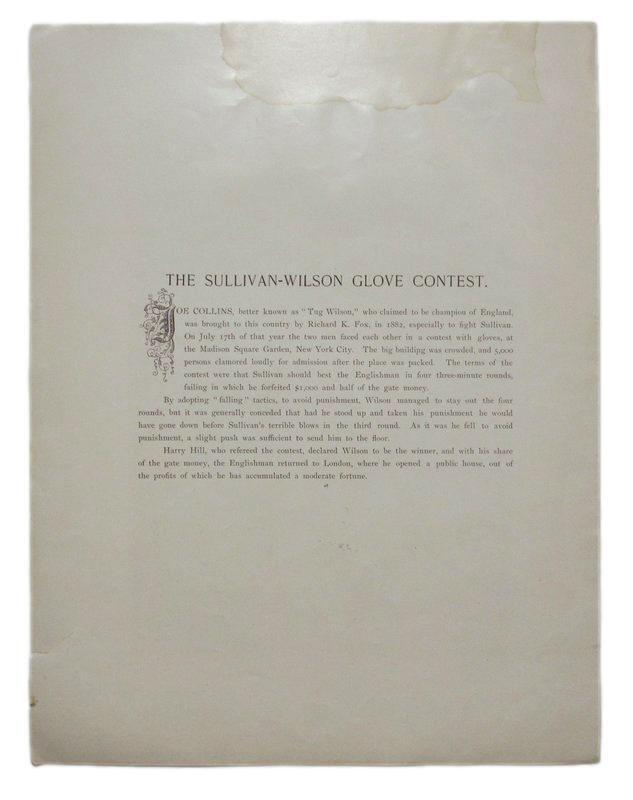 THE SULLIVAN-WILSON GLOVE CONTEST.
JOE COLLINS, better known as "Tug Wilson," who claimed to be champion of England,
was brought to this country by Richard K. Fox, in 1882, especially to fight Sullivan.
On July 17th of that year the two men faced each other in a contest with gloves, at
the Madison Square Garden, New York City. The big building was crowded, and 5,000
persons clamored loudly for admission after the place was packed. The terms of the
contest were that Sullivan should best the Englishman in four three-minute rounds,
failing in which he forfeited $1,000 and half of the gate money.
By adopting "falling" tactics, to avoid punishment, Wilson managed to stay out the four
rounds, but it was generally conceded that had he stood up and taken his punishment he would
have gone down before Sullivan's terrible blows in the third round. As it was he fell to avoid
punishment, a slight push was sufficient to send him to the floor.
Harry Hill, who refereed the contest, declared Wilson to be the winner, and with his share
of the gate money, the Englishman returned to London, where he opened a public house, out of
the profits of which he has accumulated a moderate fortune.